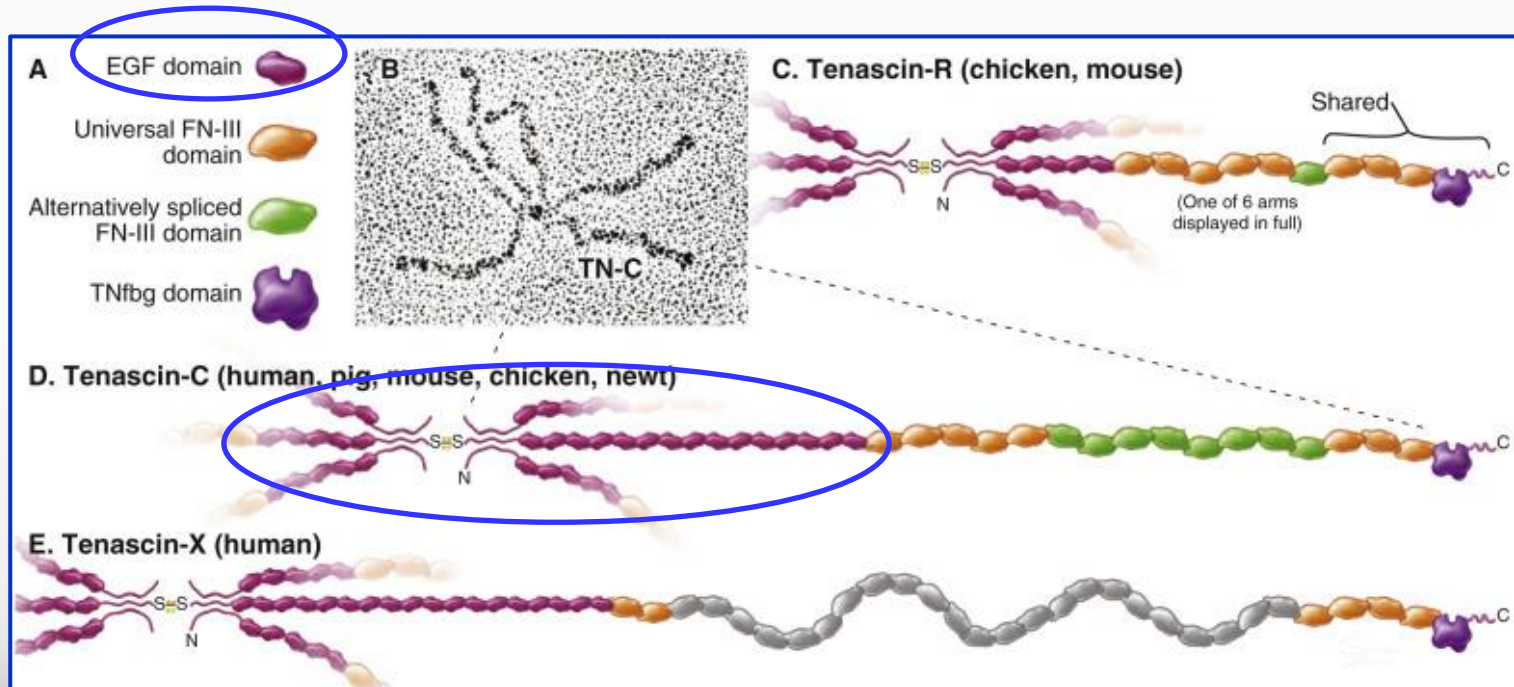 A
EGF domain
Universal FN-III
domain
Alternatively spliced
FN-III domain
TNfbg domain
B
TN-C
C. Tenascin-R (chicken, mouse)
Shared
S S
N
C
(One of 6 arms
displayed in full)
D. Tenascin-C (human, pig, mouse, chicken, newt)
S S
N
C
E. Tenascin-X (human)
S S
N
C